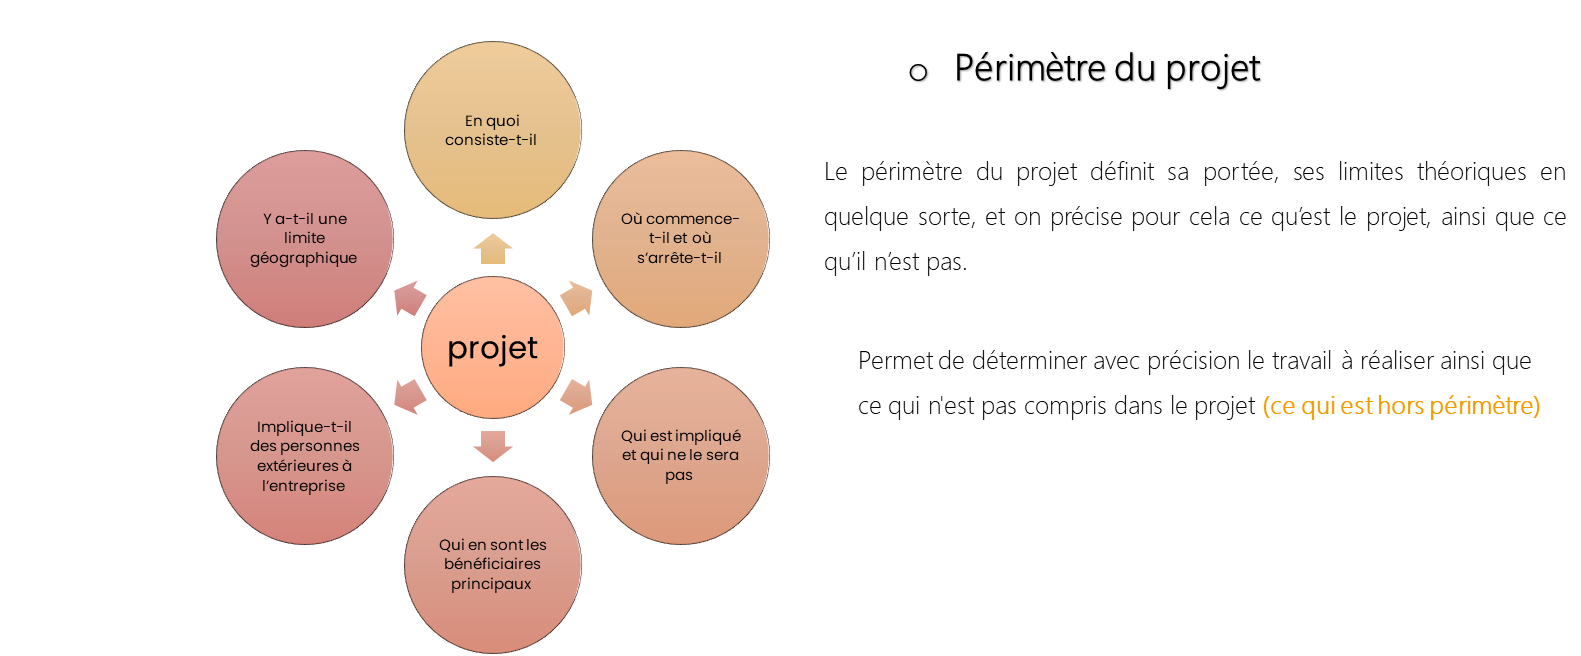 En quoi
consiste-t-il
Où commence-
t-il et où
s’arrête-t-il
Qui est impliqué
et qui ne le sera
pas
Qui en sont les
bénéficiaires
principaux
Implique-t-il
des personnes
extérieures à
l’entreprise
Y a-t-il une
limite
géographique
projet
o Périmètre du projet
Le périmètre du projet définit sa portée, ses limites théoriques en
quelque sorte, et on précise pour cela ce qu’est le projet, ainsi que ce
qu’il n’est pas.
Permet de déterminer avec précision le travail à réaliser ainsi que
ce qui n'est pas compris dans le projet (ce qui est hors périmètre)